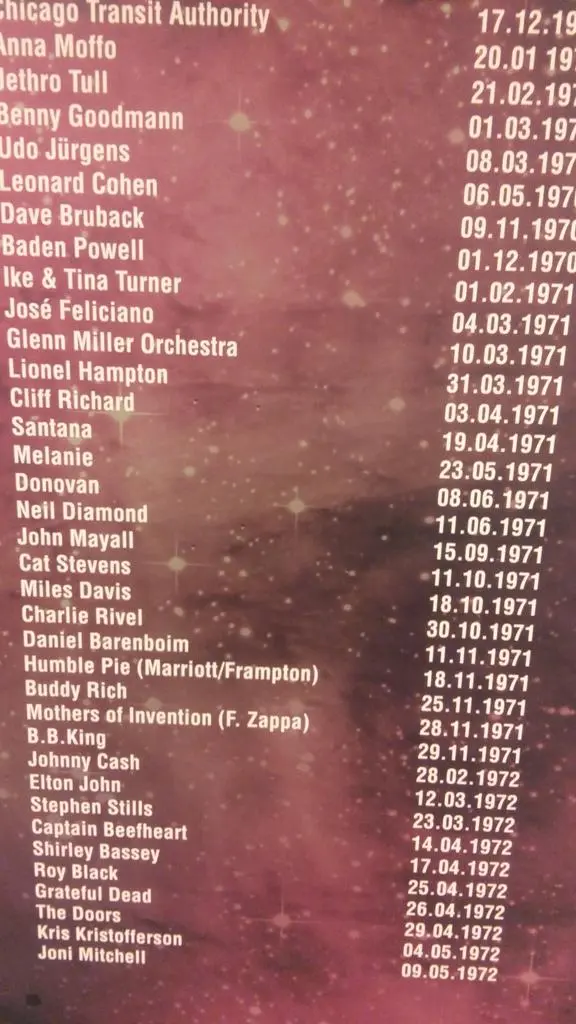 Chicago Transit Authority 17.12.19
Anna Moffo 20.01 197
Jethro Tull 21.02.197
Benny Goodmann 01.03.197
Udo Jürgens 08.03.197
Leonard Cohen 06.05.1970
Dave Bruback 09.11.1970
Baden Powell 01.12.1970
Ike & Tina Turner 01.02.1971
José Feliciano 04.03.1971
Glenn Miller Orchestra 10.03.1971
Lionel Hampton 31.03.1971
Cliff Richard 03.04.1971
Santana 19.04.1971
Melanie 23.05.1971
Donovan 08.06.1971
Neil Diamond 11.06.1971
John Mayall 15.09.1971
Cat Stevens 11.10.1971
Miles Davis 18.10.1971
Charlie Rivel 30.10.1971
Daniel Barenboim 11.11.1971
Humble Pie (Marriott/Frampton) 18.11.1971
Buddy Rich 25.11.1971
Mothers of Invention (F. Zappa) 28.11.1971
B.B.King 29.11.1971
Johnny Cash 28.02.1972
Elton John 12.03.1972
Stephen Stills 23.03.1972
Captain Beefheart 14.04.1972
Shirley Bassey 17.04.1972
Roy Black 25.04.1972
Grateful Dead 26.04.1972
The Doors 29.04.1972
Kris Kristofferson 04.05.1972
Joni Mitchell 09.05.1972